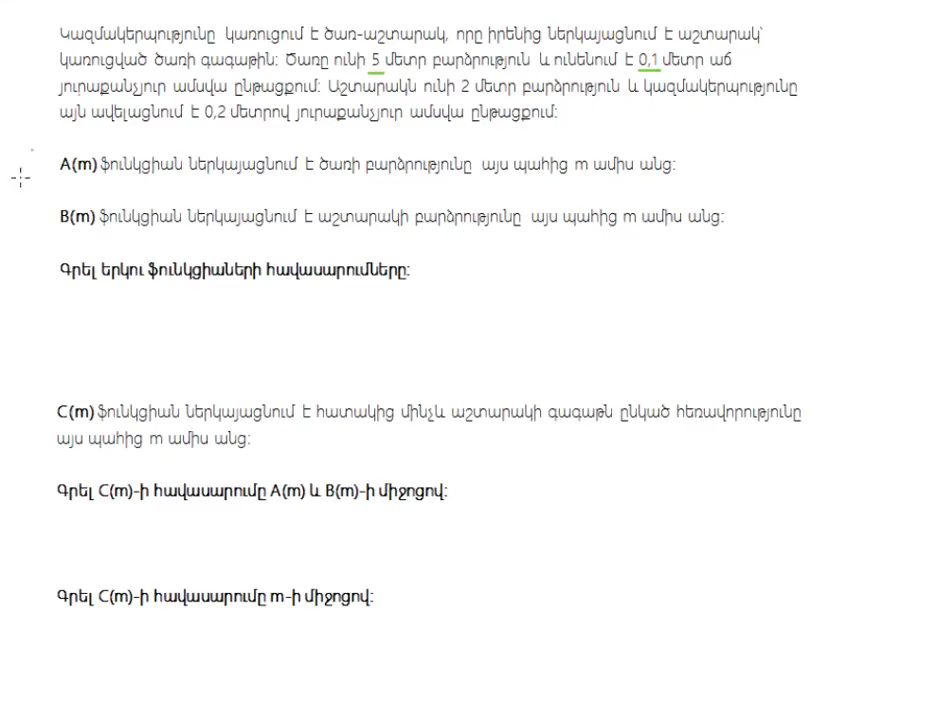 Կազմակերպությունը կառուցում է ծառ-աշտարակ, որը իրենից ներկայացնում է աշտարակ՝
կառուցված ծառի գագաթին: Ծառը ունի 5 մետր բարձրություն և ունենում է 0,1 մետր աճ
յուրաքանչյուր ամսվա ընթացքում: Աշտարակն ունի 2 մետր բարձրություն և կազմակերպությունը
այն ավելացնում է 0,2 մետրով յուրաքանչյուր ամսվա ընթացքում:
A(m) ֆունկցիան ներկայացնում է ծառի բարձրությունը այս պահից m ամիս անց:
B(m) ֆունկցիան ներկայացնում է աշտարակի բարձրությունը այս պահից m ամիս անց:
Գրել երկու ֆունկցիաների հավասարումները:
C(m) ֆունկցիան ներկայացնում է հատակից մինչև աշտարակի գագաթն ընկած հեռավորությունը
այս պահից m ամիս անց:
Գրել C(m)-ի հավասարումը A(m) և B(m)-ի միջոցով:
Գրել C(m)-ի հավասարումը m-ի միջոցով: